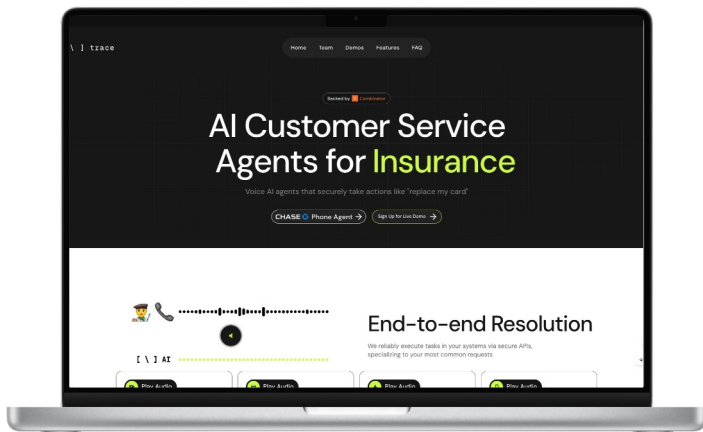 \ ] trace
Home Team Demos Features FAQ
Backed by Y Combinator
AI Customer Service
Agents for Insurance
Voice AI agents that securely take actions like "replace my card"
CHASE Phone Agent →
Sign Up for Live Demo →
End-to-end Resolution
We reliably execute tasks in your systems via secure APIs,
specializing to your most common requests
[ \ ] AI
Play Audio Play Audio Play Audio Play Audio